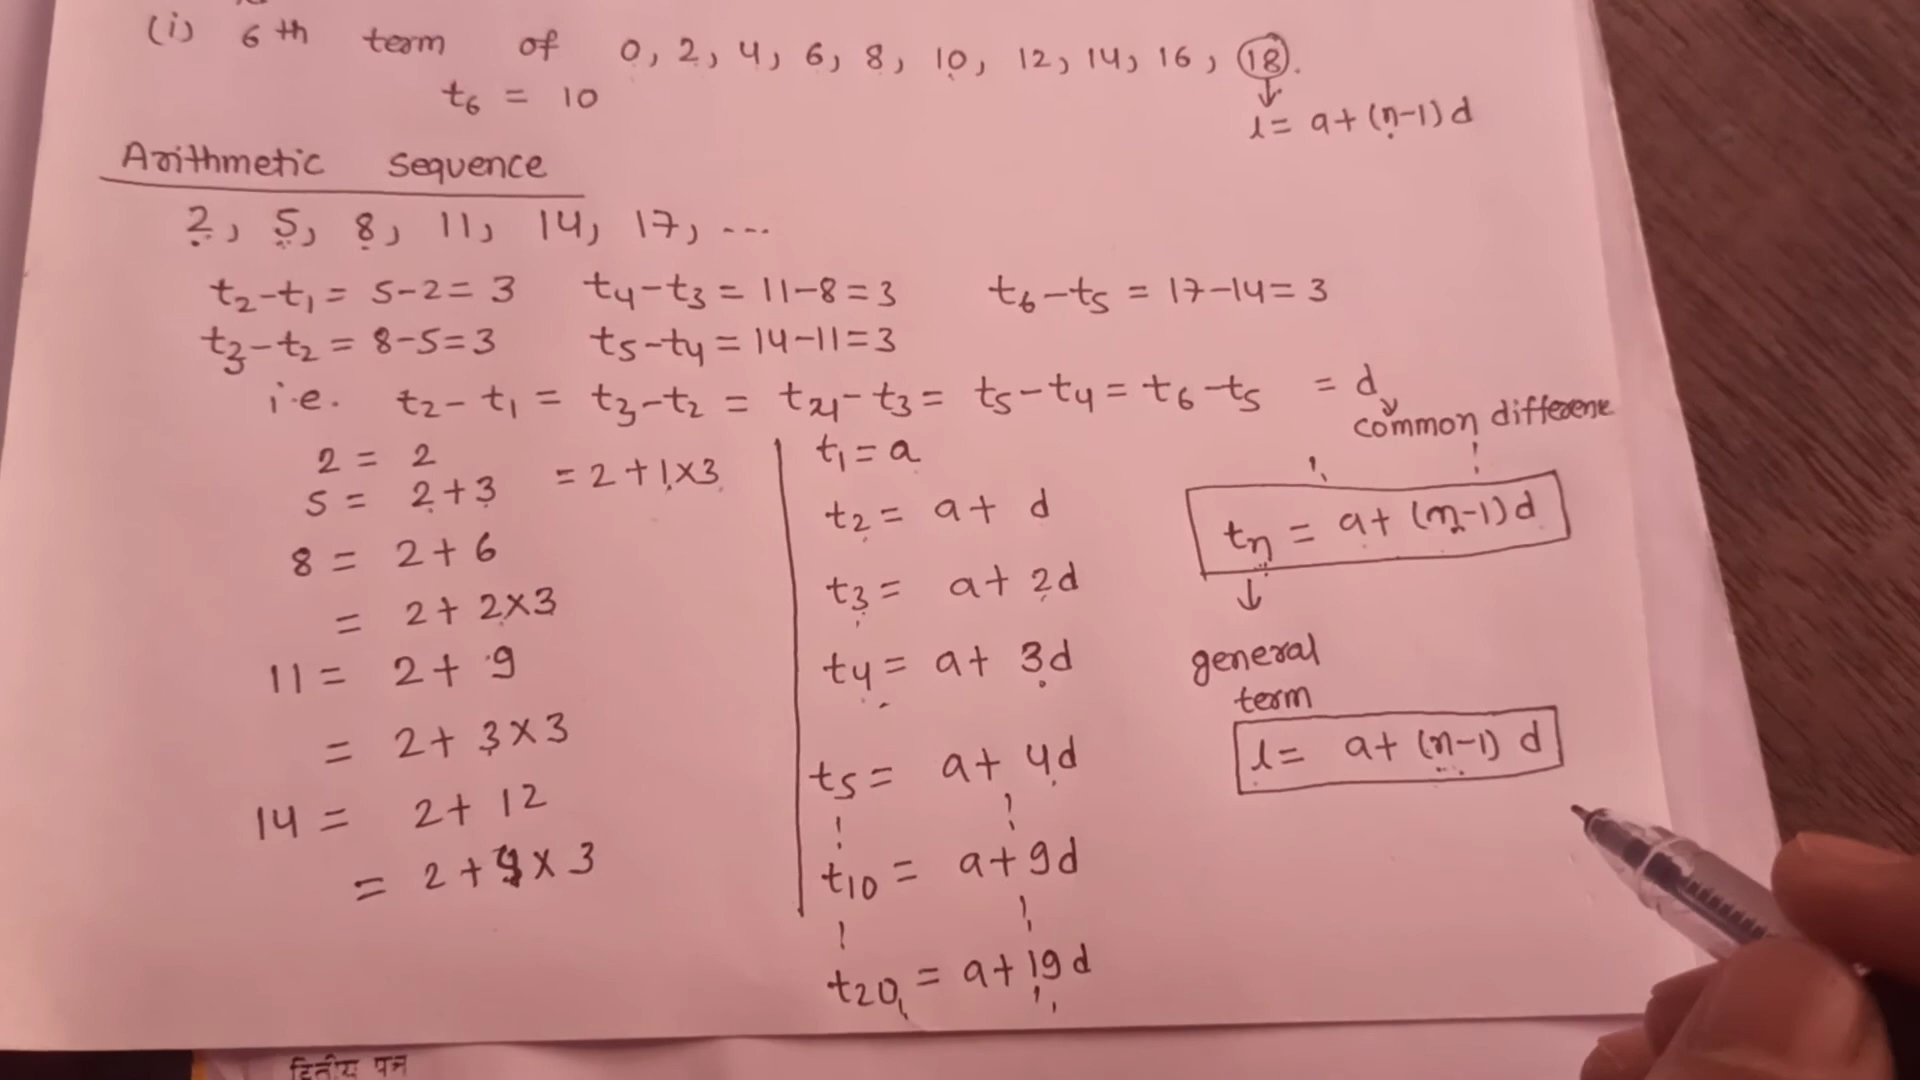 (i) 6th term of 0, 2, 4, 6, 8, 10, 12, 14, 16, 18.
t6 = 10
l = a+(n-1)d
Arithmetic sequence
2, 5, 8, 11, 14, 17, ...
t2-t1 = 5-2 = 3 t4-t3 = 11-8 = 3 t6-t5 = 17-14 = 3
t3-t2 = 8-5 = 3 t5-t4 = 14-11 = 3
i.e. t2-t1 = t3-t2 = t4-t3 = t5-t4 = t6-t5 = d
common differene
2 = 2
5 = 2+3 = 2+1×3
8 = 2+6
= 2+2×3
11 = 2+9
= 2+3×3
14 = 2+12
= 2+4×3
t1 = a
t2 = a+ d
t3 = a+ 2d
t4 = a+ 3d
t5 = a+ 4d
t10 = a+9d
t20 = a+19d
tn = a+(n-1)d
general
term
l = a+(n-1) d
द्वितीय पत्र